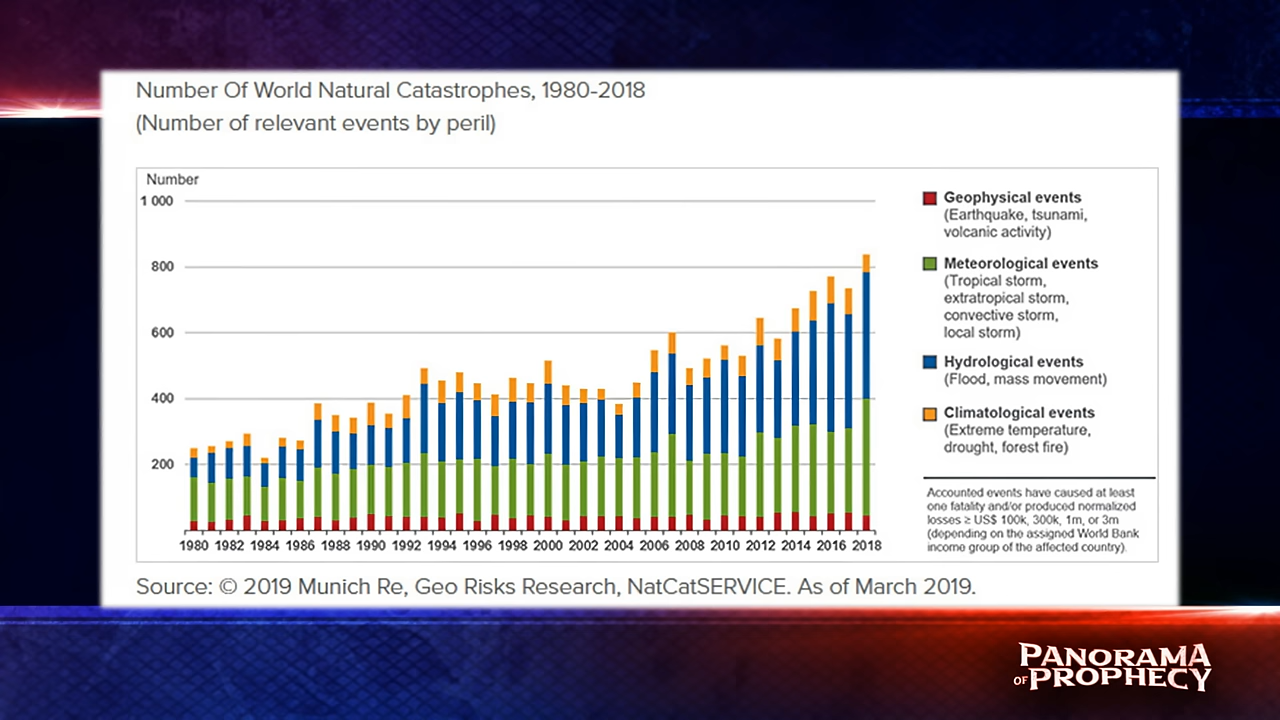 Number Of World Natural Catastrophes, 1980-2018
(Number of relevant events by peril)
Number
1 000
800
600
400
200
1980 1982 1984 1986 1988 1990 1992 1994 1996 1998 2000 2002 2004 2006 2008 2010 2012 2014 2016 2018
Geophysical events
(Earthquake, tsunami,
volcanic activity)
Meteorological events
(Tropical storm,
extratropical storm,
convective storm,
local storm)
Hydrological events
(Flood, mass movement)
Climatological events
(Extreme temperature,
drought, forest fire)
Accounted events have caused at least
one fatality and/or produced normalized
losses ≥ US$ 100k, 300k, 1m, or 3m
(depending on the assigned World Bank
income group of the affected country).
Source: © 2019 Munich Re, Geo Risks Research, NatCatSERVICE. As of March 2019.
PANORAMA
OF PROPHECY